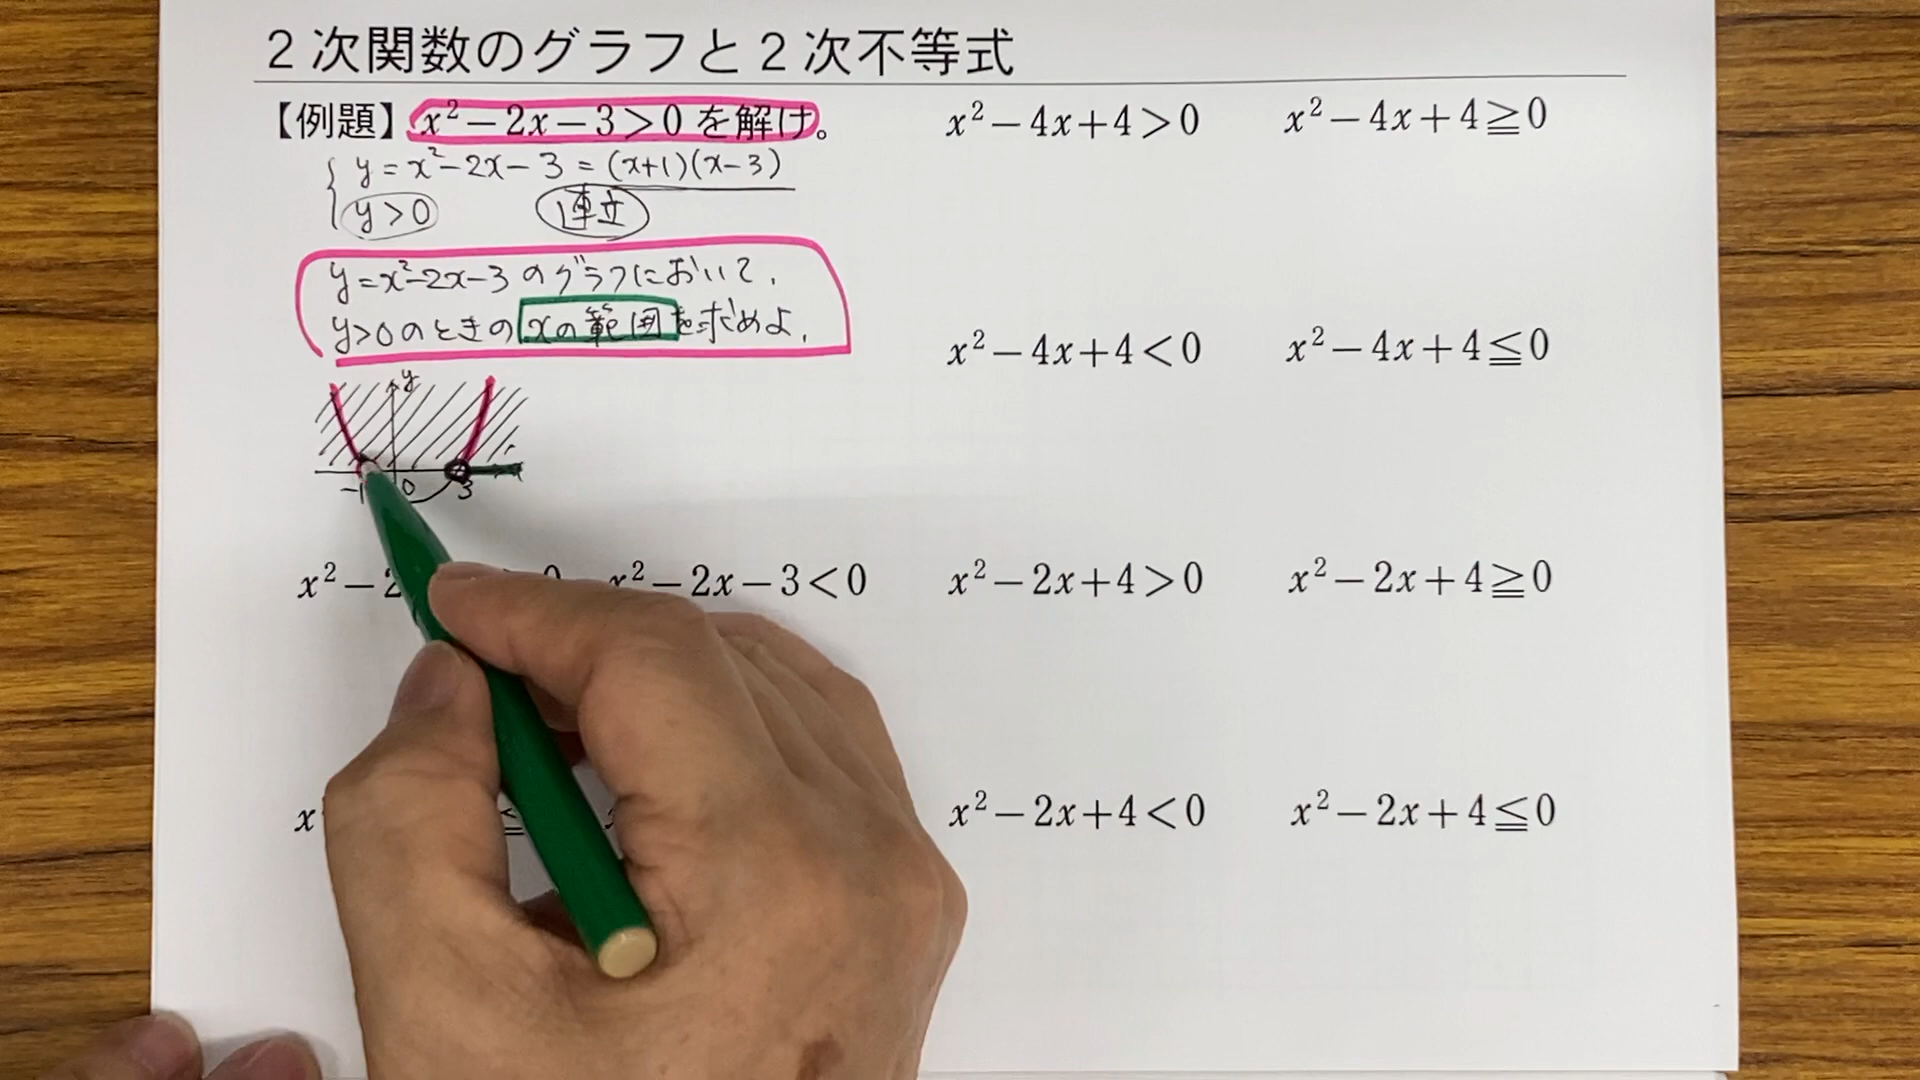 2次関数のグラフと2次不等式
【例題】 x²−2x−3>0 を解け。
y=x²−2x−3=(x+1)(x−3)
y>0 連立
y=x²−2x−3のグラフにおいて,
y>0のときのxの範囲を求めよ.
y
−1 0 3
x²−4x+4>0 x²−4x+4≧0
x²−4x+4<0 x²−4x+4≦0
x²−2 x²−2x−3<0 x²−2x+4>0 x²−2x+4≧0
x ≦ x²−2x+4<0 x²−2x+4≦0